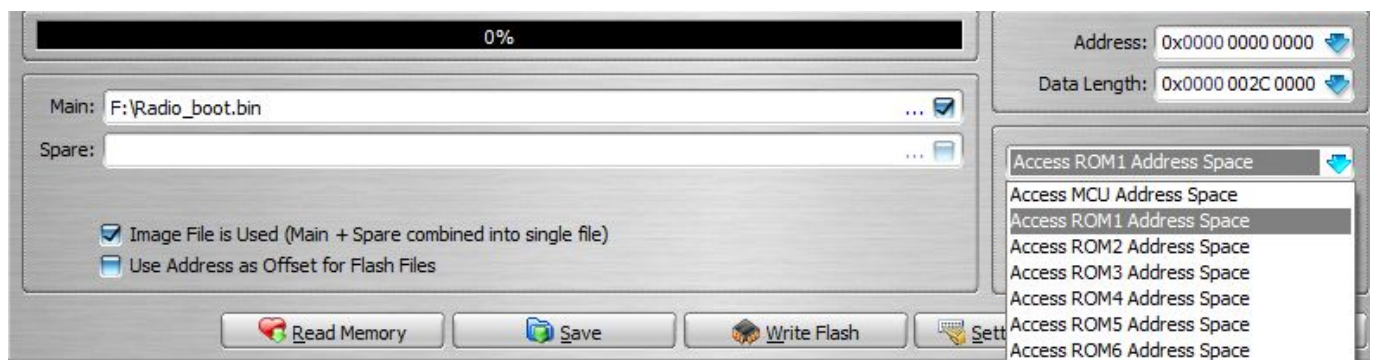 0%
Address: 0x0000 0000 0000
Data Length: 0x0000 002C 0000
Main: F:\Radio_boot.bin ...
Spare: ...
Image File is Used (Main + Spare combined into single file)
Use Address as Offset for Flash Files
Access ROM1 Address Space
Access MCU Address Space
Access ROM1 Address Space
Access ROM2 Address Space
Access ROM3 Address Space
Access ROM4 Address Space
Access ROM5 Address Space
Access ROM6 Address Space
Read Memory
Save
Write Flash
Sett